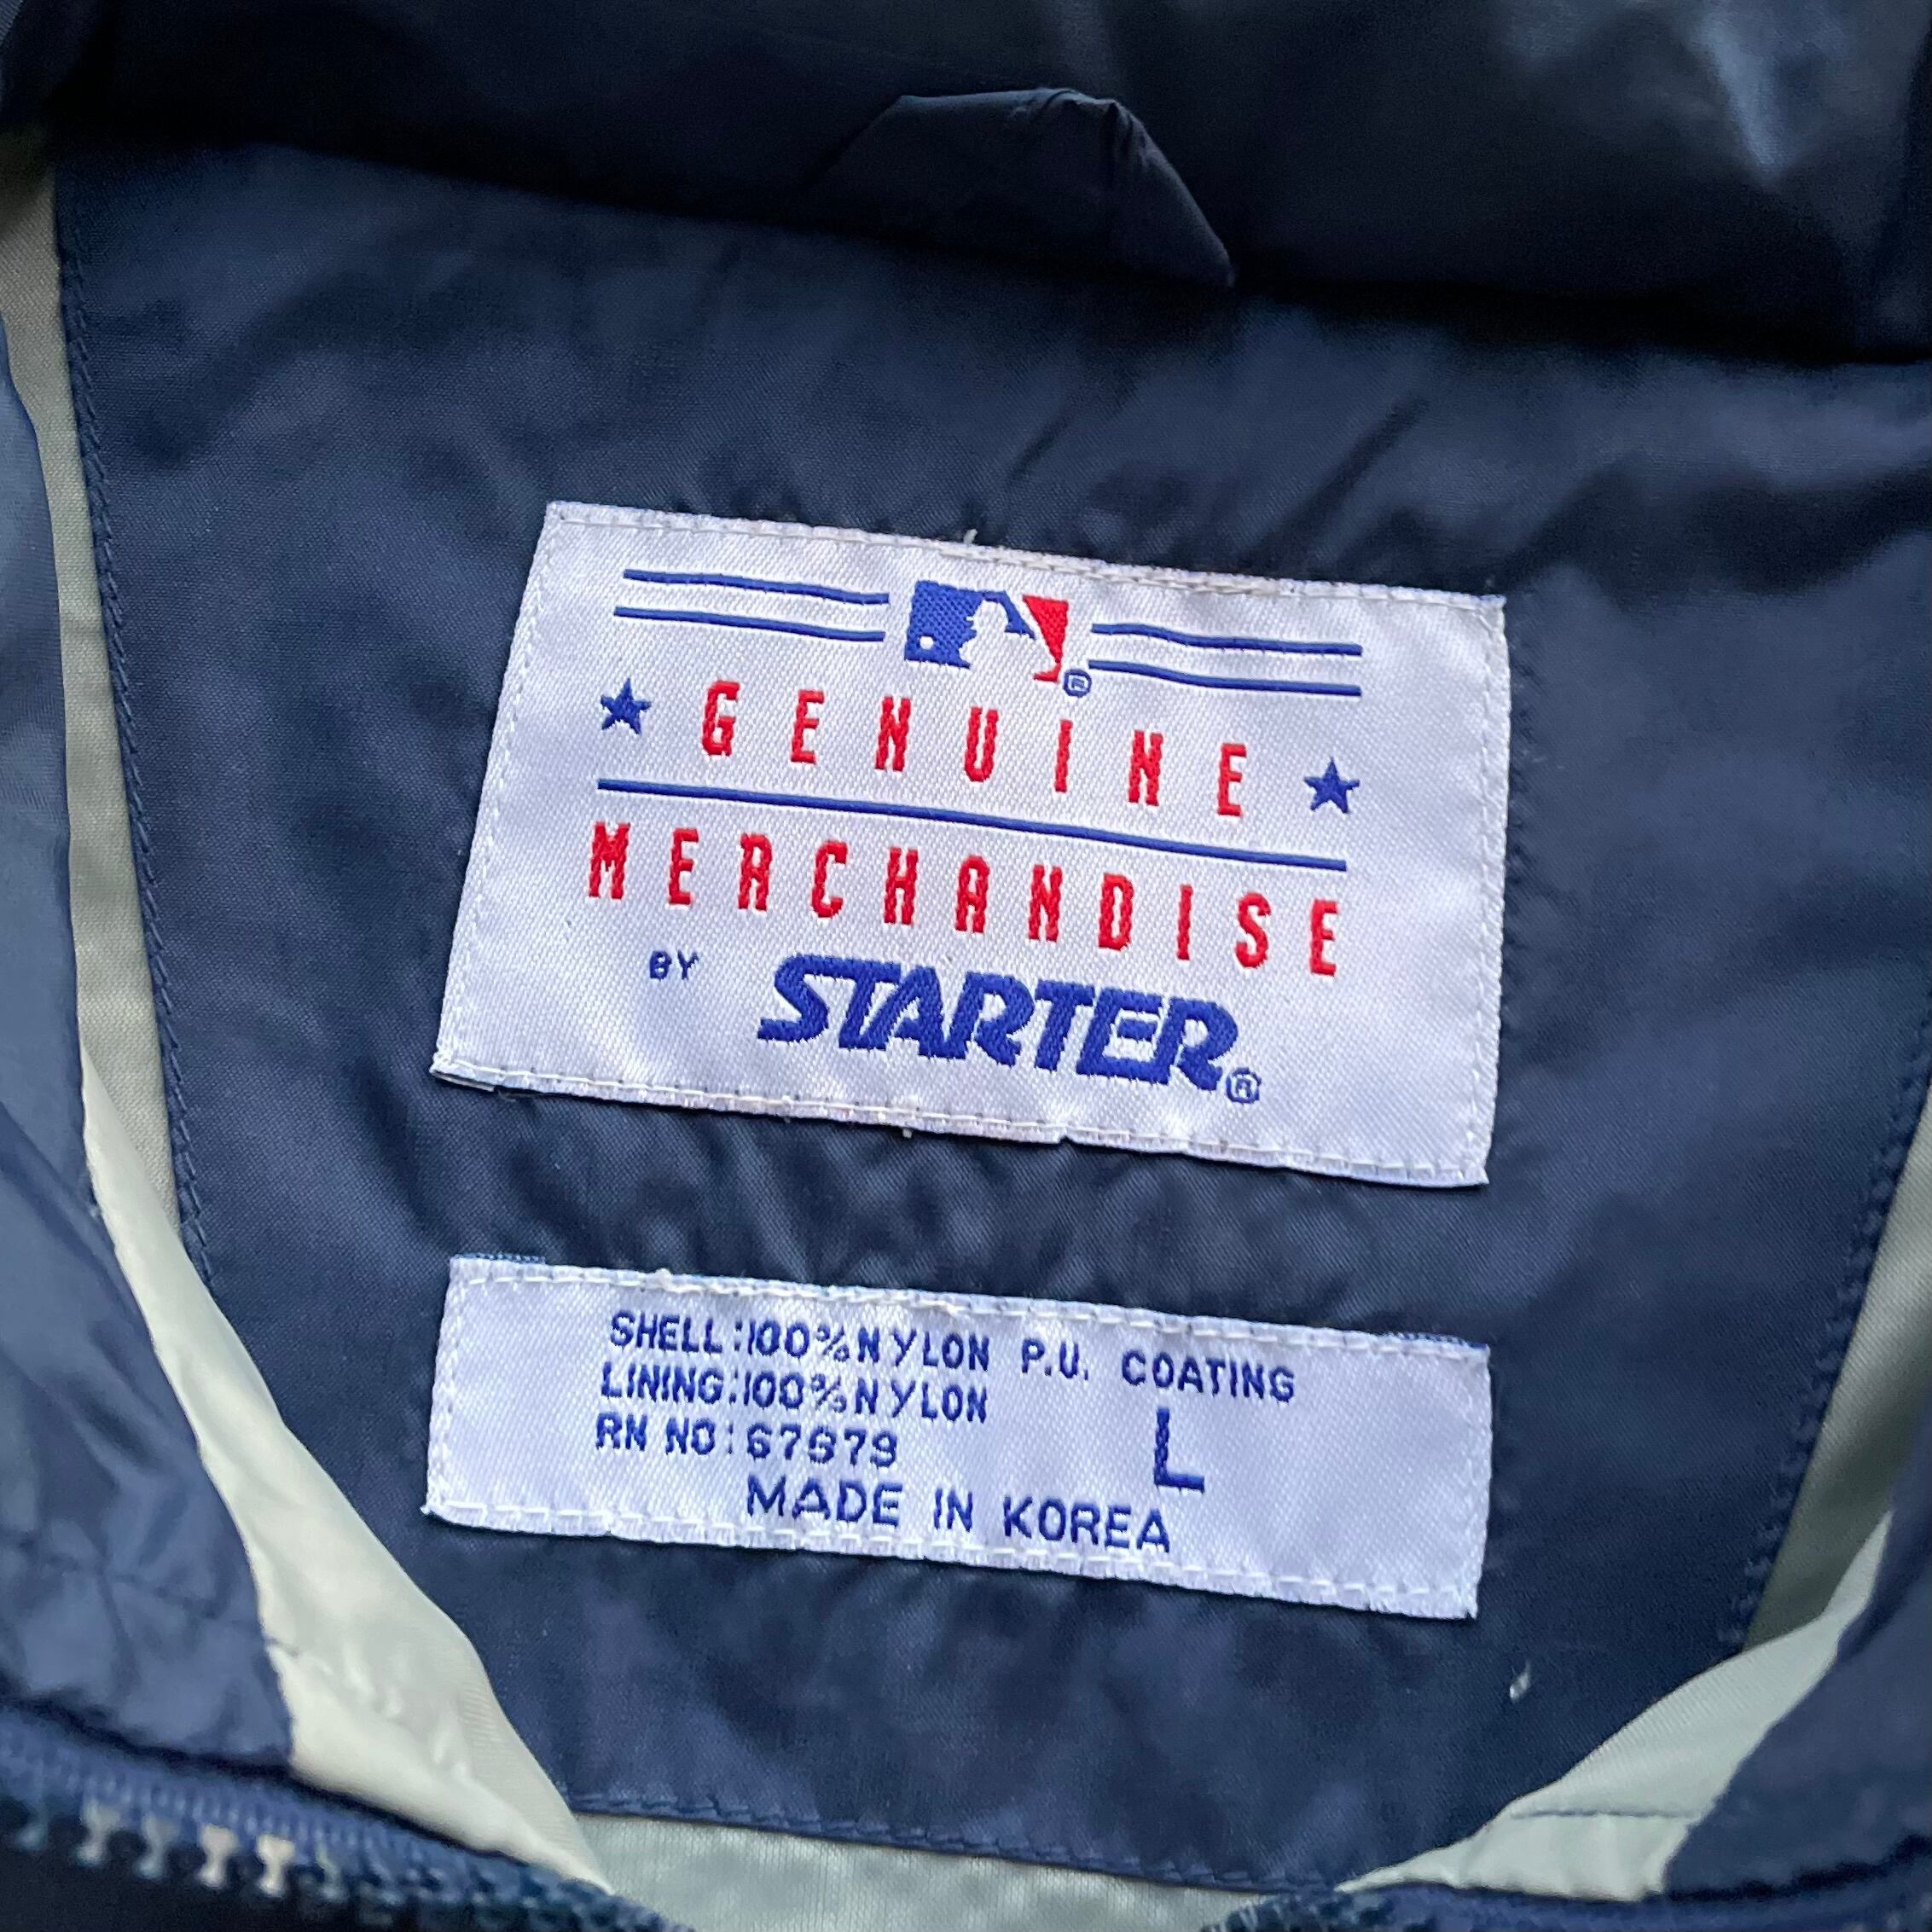 GENUINE
MERCHANDISE
BY STARTER®
SHELL:100%NYLON P.U. COATING
LINING:100%NYLON
RN NO:67679 L
MADE IN KOREA